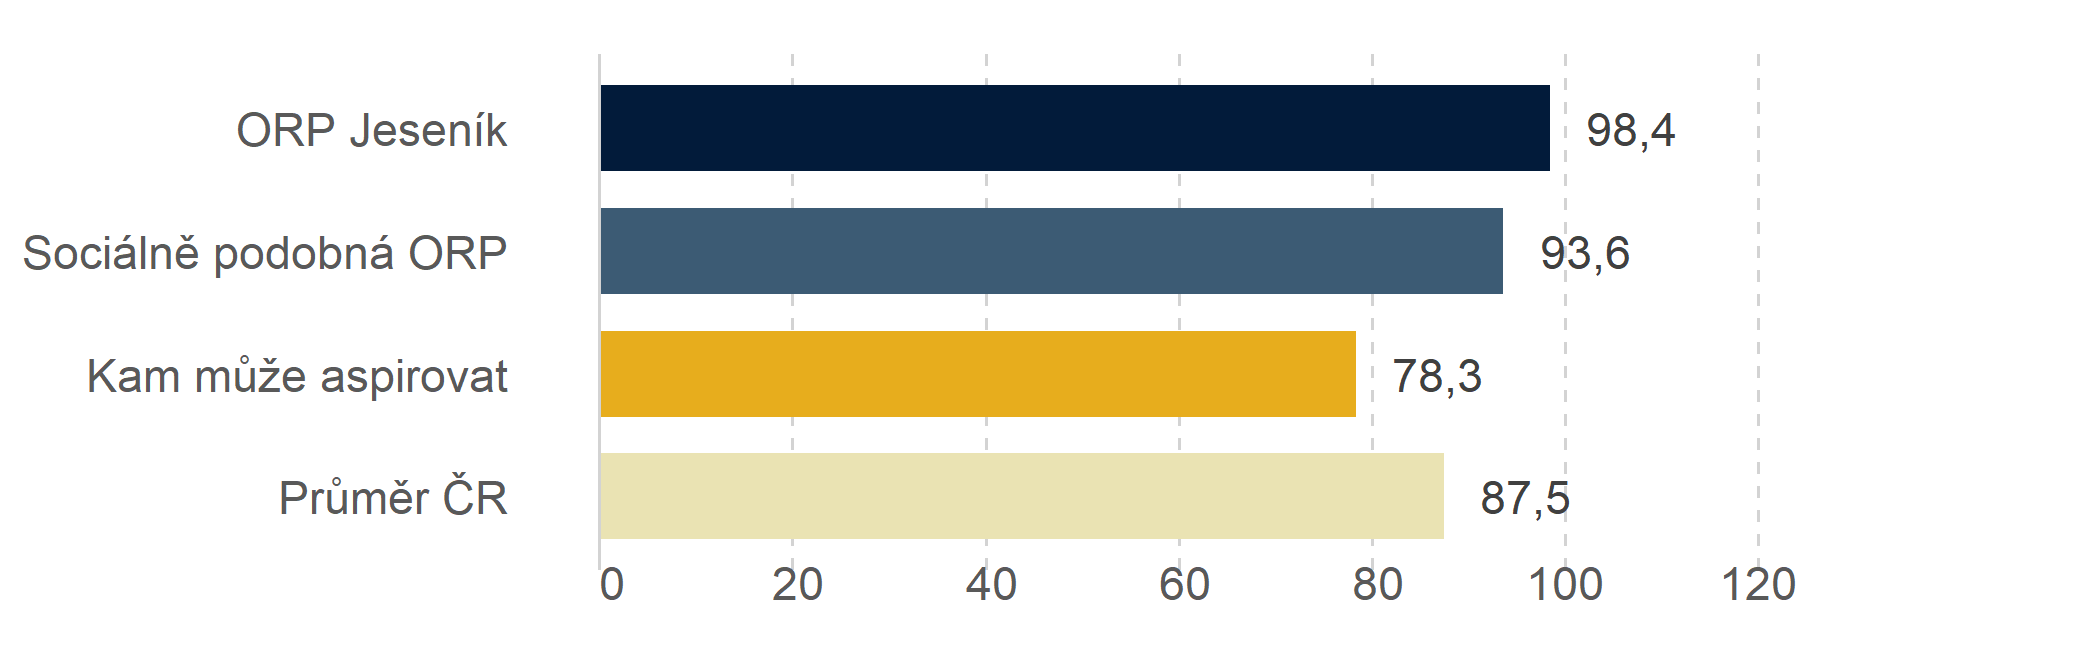 ORP Jeseník 98,4
Sociálně podobná ORP 93,6
Kam může aspirovat 78,3
Průměr ČR 87,5
0 20 40 60 80 100 120